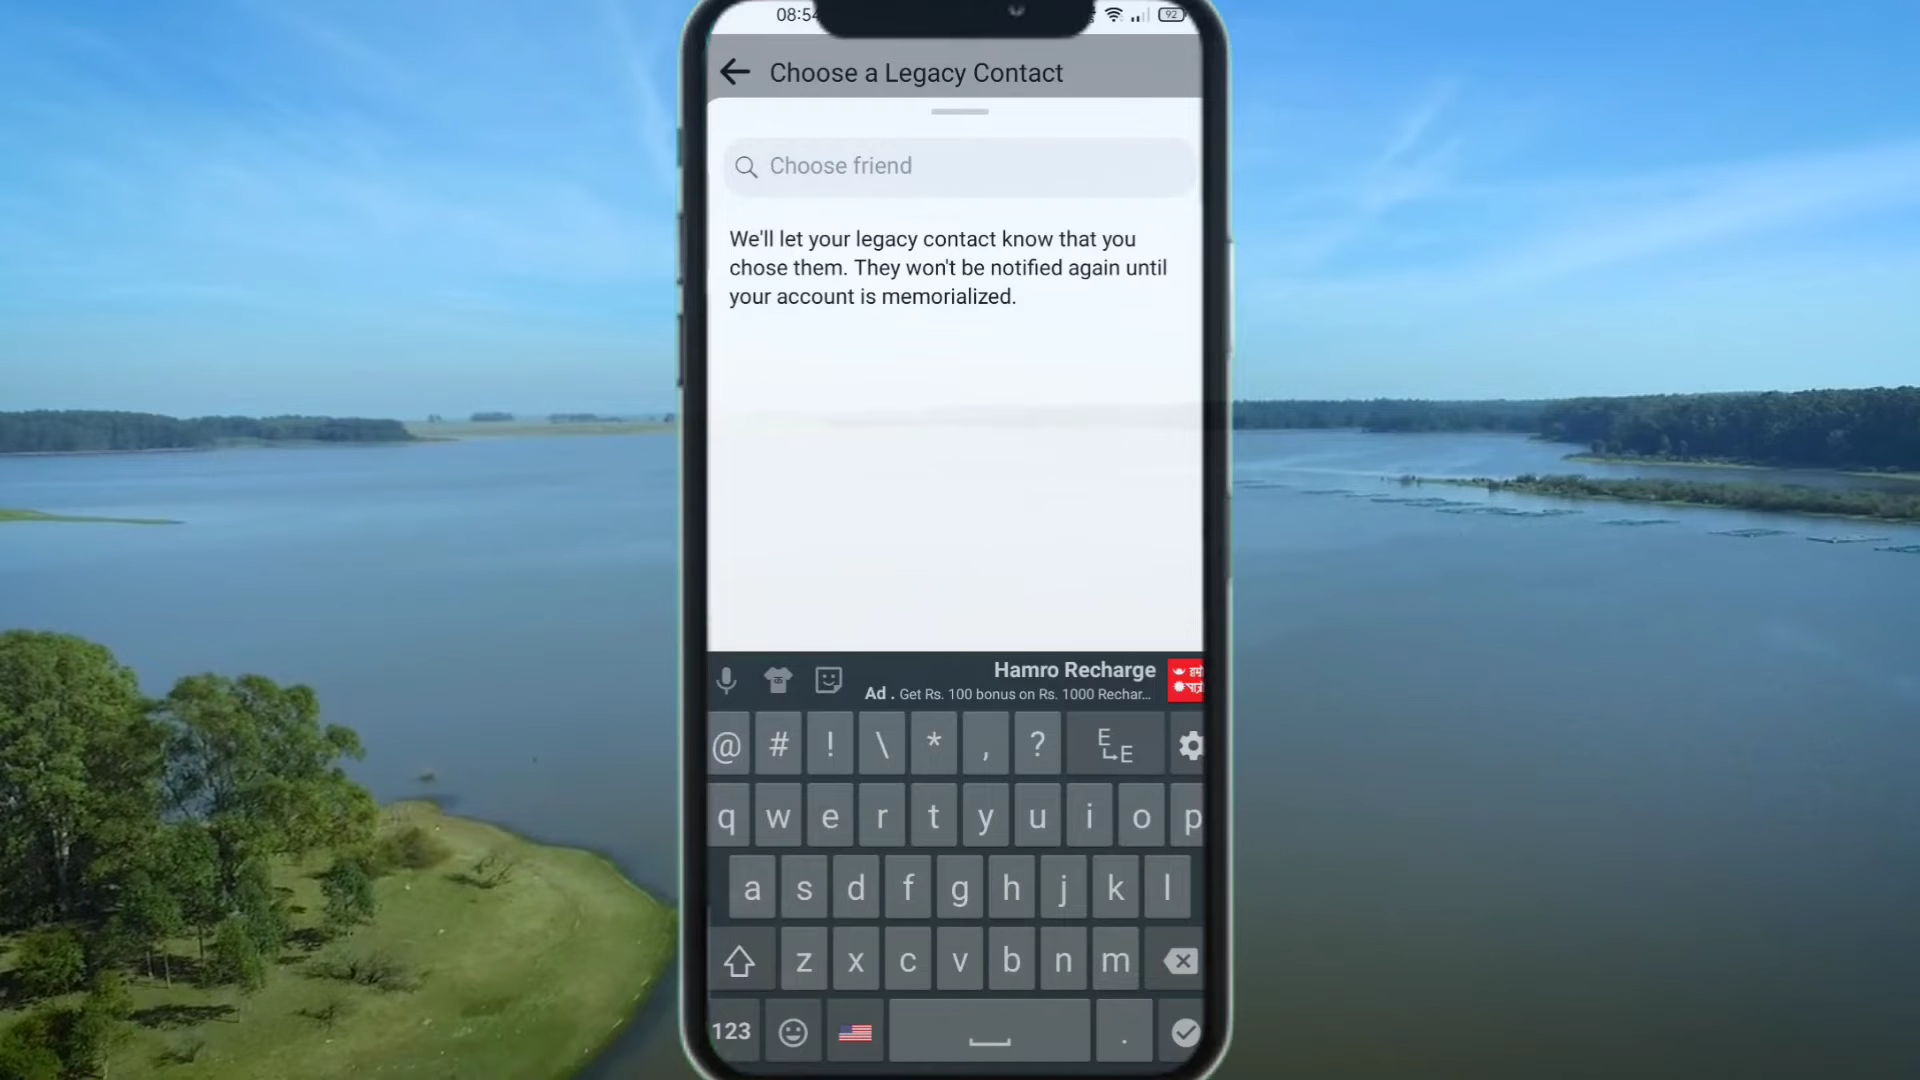 08:54
92
Choose a Legacy Contact
Choose friend
We'll let your legacy contact know that you
chose them. They won't be notified again until
your account is memorialized.
Hamro Recharge
Ad . Get Rs. 100 bonus on Rs. 1000 Rechar...
@ # ! \ * , ? E E
q w e r t y u i o p
a s d f g h j k l
z x c v b n m
123 .